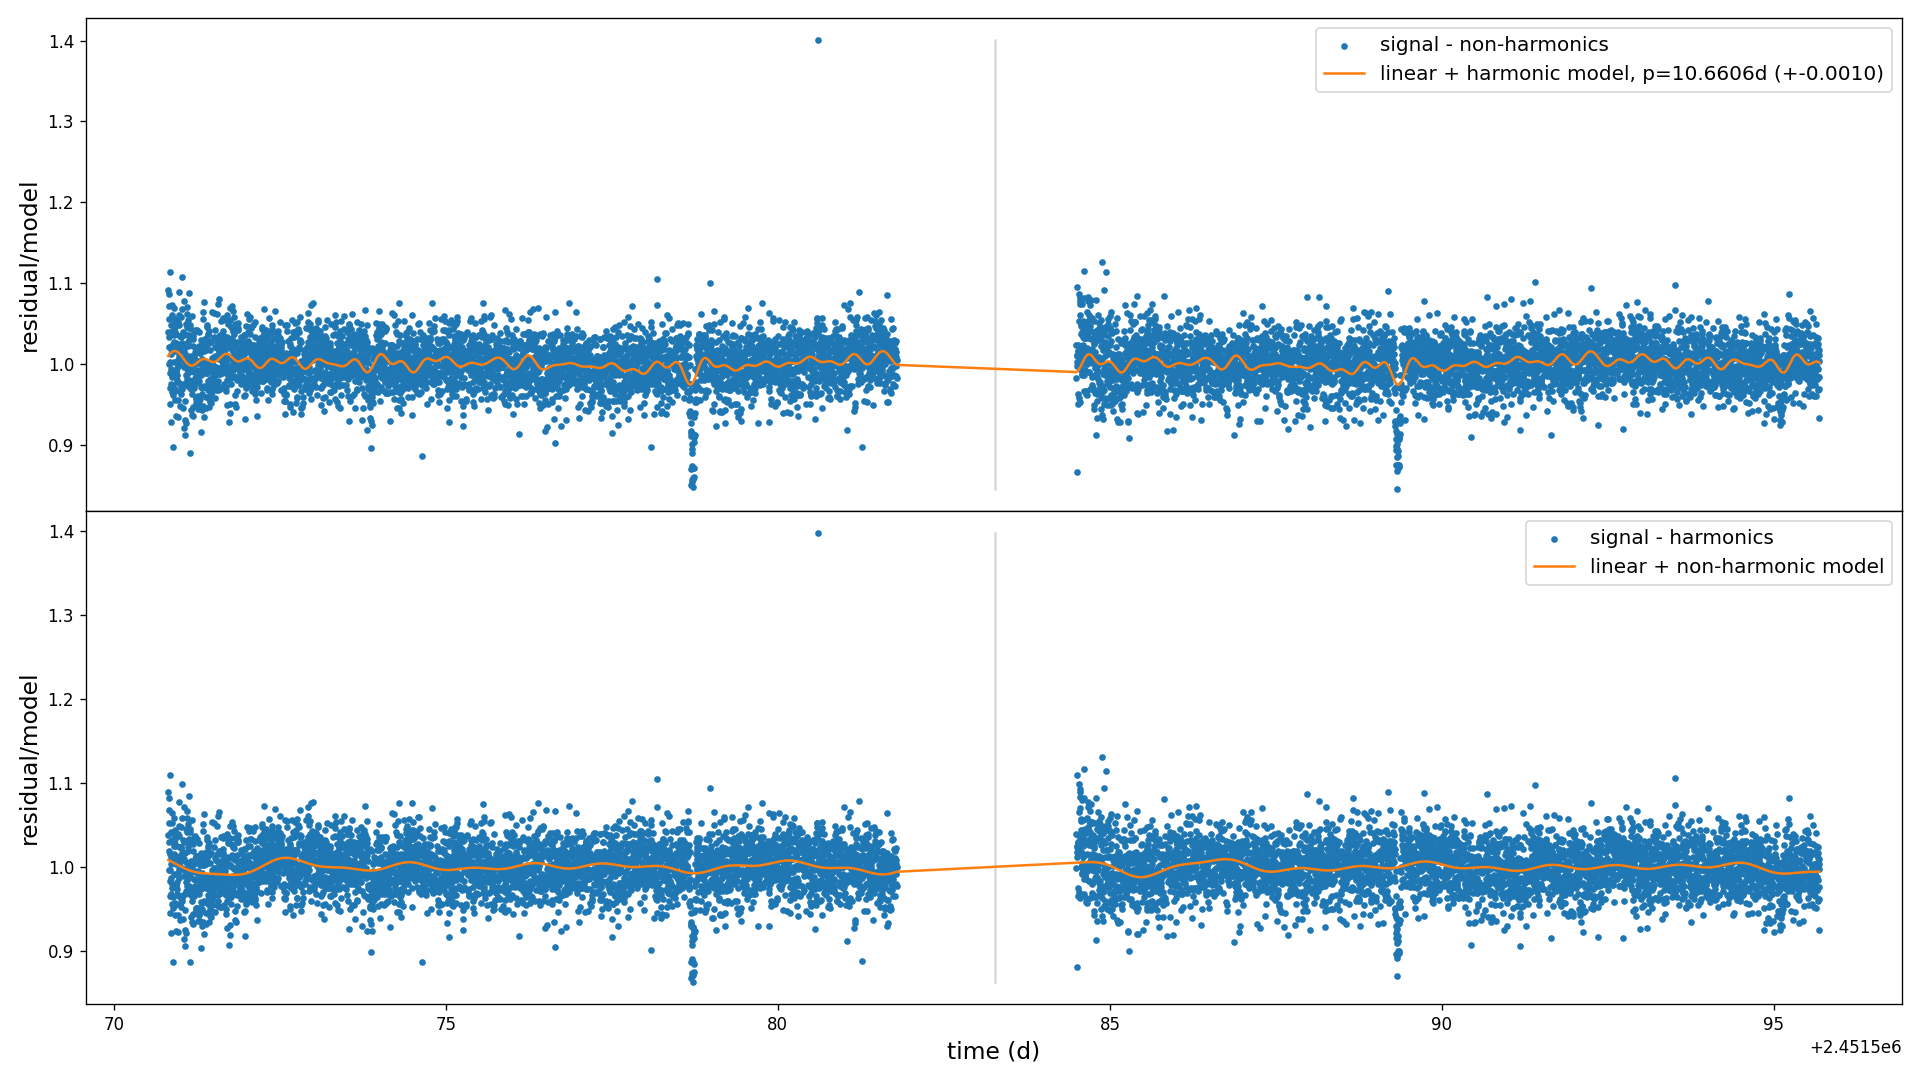 signal - non-harmonics
linear + harmonic model, p=10.6606d (+-0.0010)
1.4
1.3
1.2
1.1
1.0
0.9
residual/model
signal - harmonics
linear + non-harmonic model
1.4
1.3
1.2
1.1
1.0
0.9
residual/model
70 75 80 85 90 95
+2.4515e6
time (d)